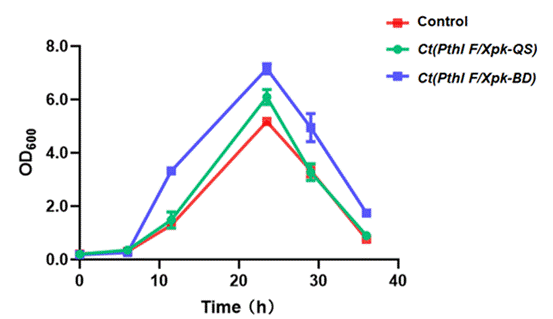 Control
Ct(Pthl F/Xpk-QS)
Ct(Pthl F/Xpk-BD)
8.0
6.0
4.0
2.0
0.0
OD600
0 10 20 30 40
Time（h）